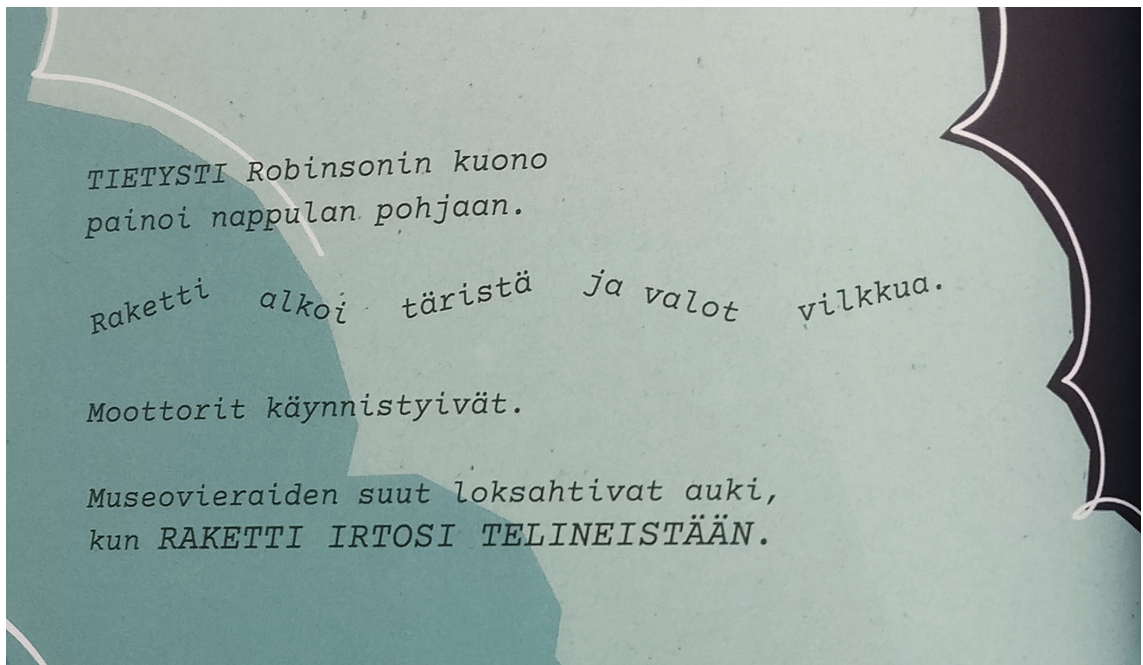 TIETYSTI Robinsonin kuono
painoi nappulan pohjaan.
Raketti alkoi täristä ja valot vilkkua.
Moottorit käynnistyivät.
Museovieraiden suut loksahtivat auki,
kun RAKETTI IRTOSI TELINEISTÄÄN.